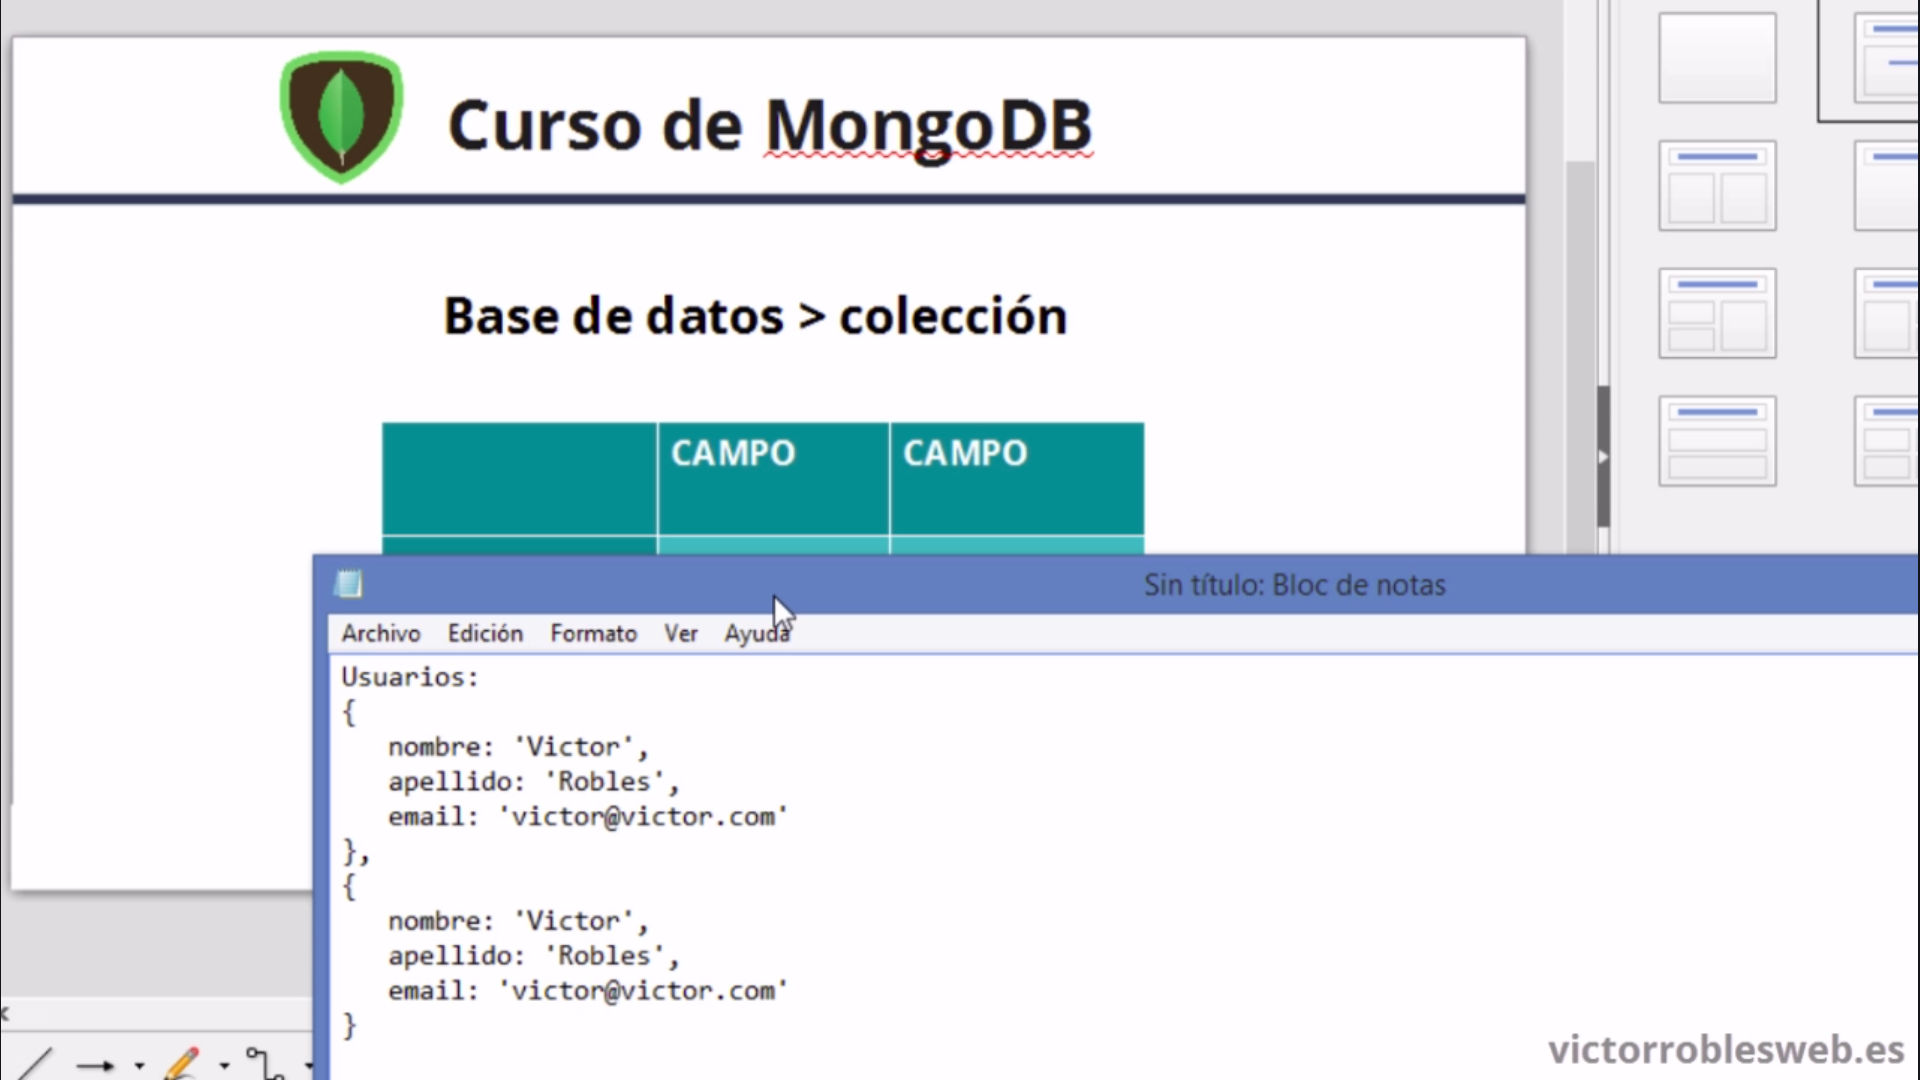 Curso de MongoDB
Base de datos > colección
CAMPO CAMPO
Sin título: Bloc de notas
Archivo Edición Formato Ver Ayuda
Usuarios:
{
nombre: 'Victor',
apellido: 'Robles',
email: 'victor@victor.com'
},
{
nombre: 'Victor',
apellido: 'Robles',
email: 'victor@victor.com'
}
victorroblesweb.es